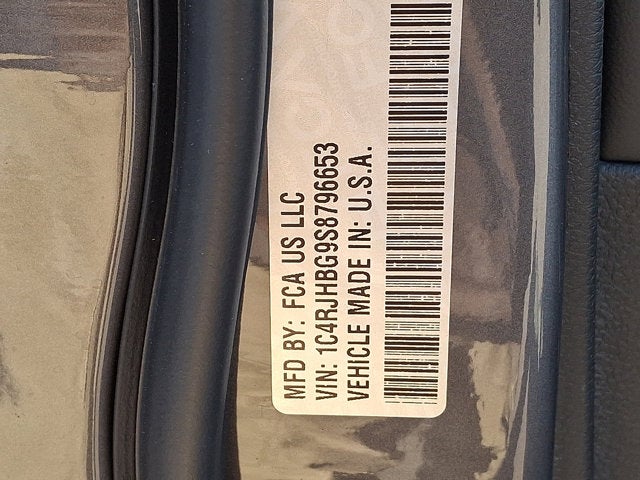 MFD BY: FCA US LLC
VIN: 1C4RJHBG9S8796653
VEHICLE MADE IN: U.S.A.